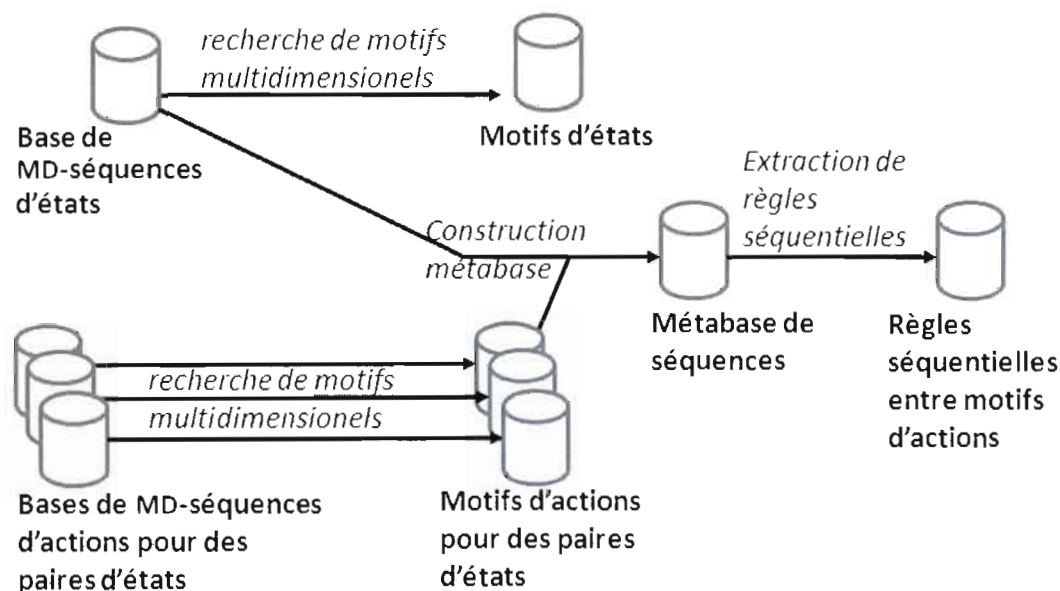 recherche de motifs
multidimensionels
Base de
MD-séquences
d'états
Motifs d'états
Construction
métabase
Extraction de
règles
séquentielles
Métabase de
séquences
Règles
séquentielles
entre motifs
d'actions
recherche de motifs
multidimensionels
Bases de MD-séquences
d'actions pour des
paires d'états
Motifs d'actions
pour des paires
d'états